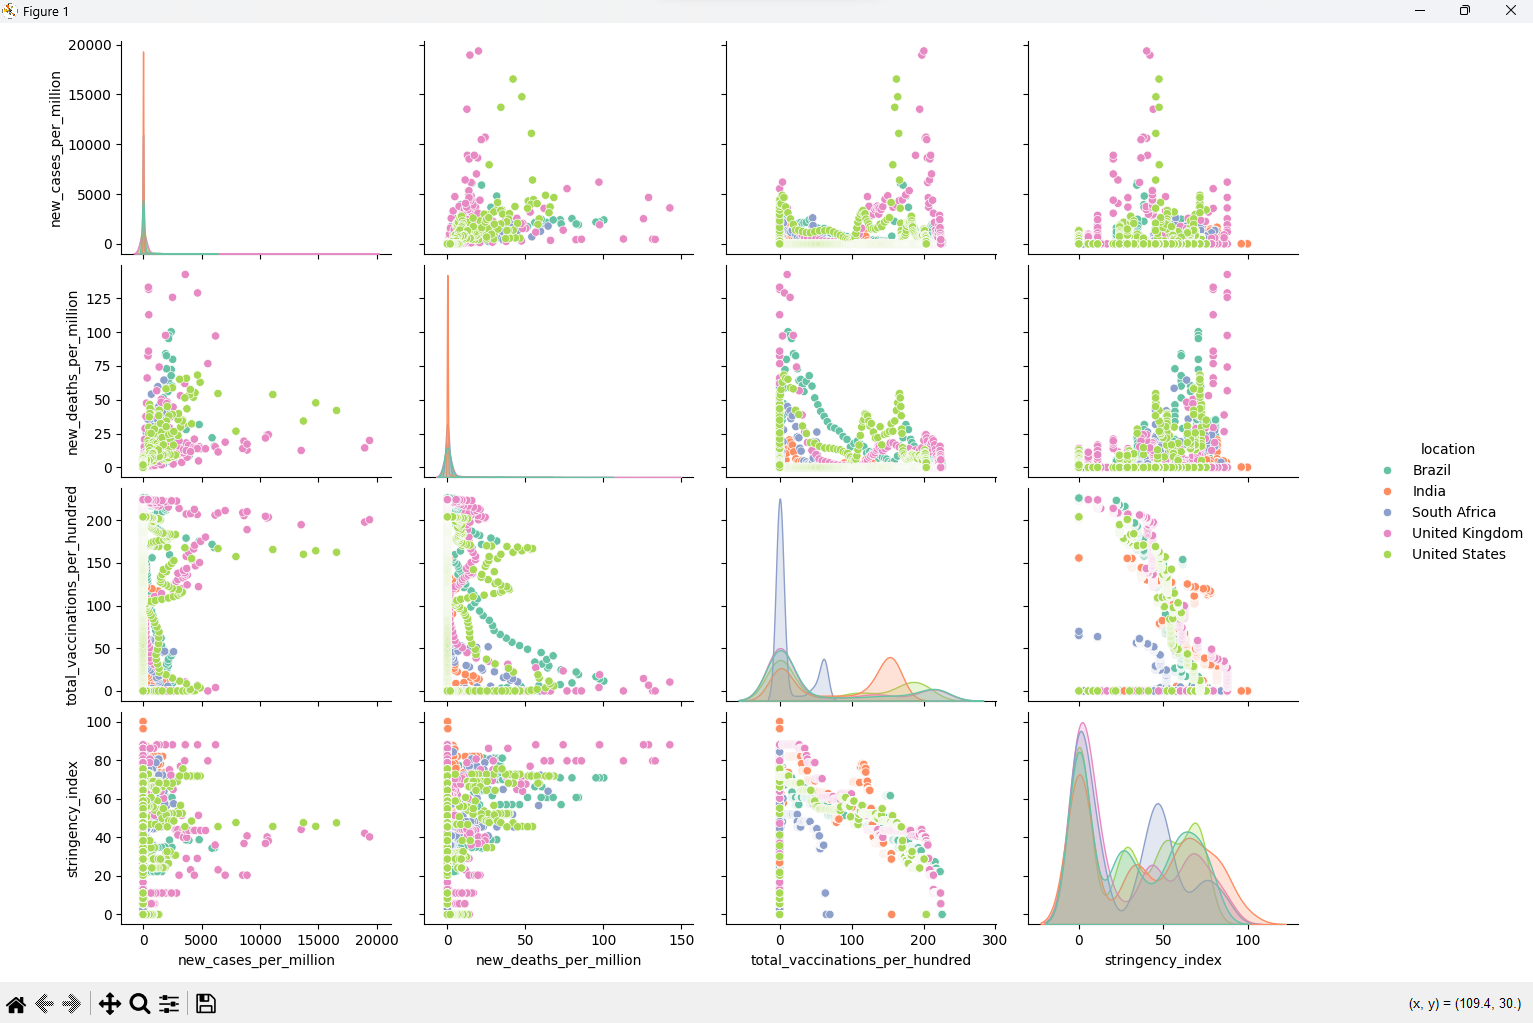 Figure 1
new_cases_per_million
20000
15000
10000
5000
0
new_deaths_per_million
125
100
75
50
25
0
total_vaccinations_per_hundred
200
150
100
50
0
stringency_index
100
80
60
40
20
0
0 5000 10000 15000 20000
new_cases_per_million
0 50 100 150
new_deaths_per_million
0 100 200 300
total_vaccinations_per_hundred
0 50 100
stringency_index
location
Brazil
India
South Africa
United Kingdom
United States
(x, y) = (109.4, 30.)